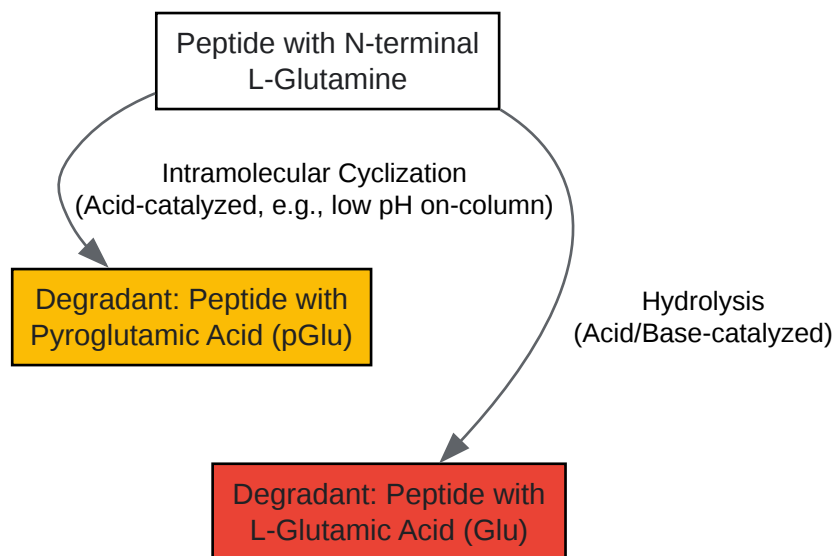 Peptide with N-terminal
L-Glutamine
Intramolecular Cyclization
(Acid-catalyzed, e.g., low pH on-column)
Degradant: Peptide with
Pyroglutamic Acid (pGlu)
Hydrolysis
(Acid/Base-catalyzed)
Degradant: Peptide with
L-Glutamic Acid (Glu)